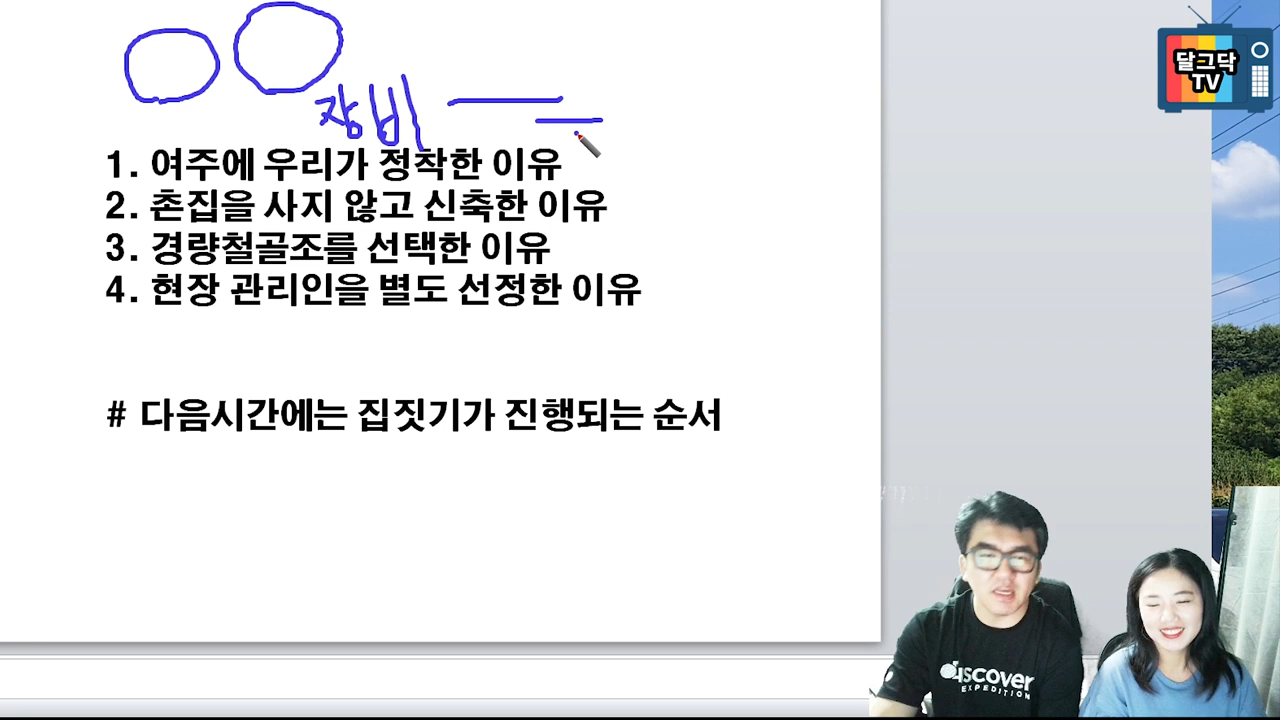 달그닥
TV
장비
1. 여주에 우리가 정착한 이유
2. 촌집을 사지 않고 신축한 이유
3. 경량철골조를 선택한 이유
4. 현장 관리인을 별도 선정한 이유
# 다음시간에는 집짓기가 진행되는 순서
discover
EXPEDITION